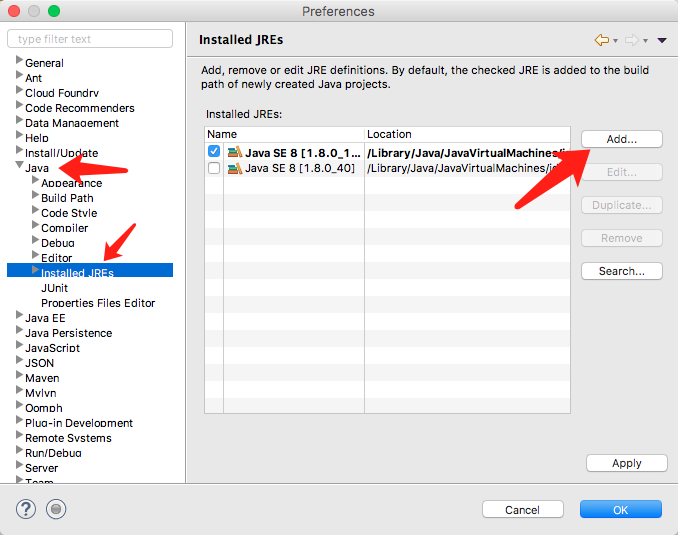 Preferences
type filter text
General
Ant
Cloud Foundry
Code Recommenders
Data Management
Help
Install/Update
Java
Appearance
Build Path
Code Style
Compiler
Debug
Editor
Installed JREs
JUnit
Properties Files Editor
Java EE
Java Persistence
JavaScript
JSON
Maven
Mylyn
Oomph
Plug-in Development
Remote Systems
Run/Debug
Server
Team
Installed JREs
Add, remove or edit JRE definitions. By default, the checked JRE is added to the build
path of newly created Java projects.
Installed JREs:
Name Location
Java SE 8 [1.8.0_1... /Library/Java/JavaVirtualMachines/
Java SE 8 [1.8.0_40] /Library/Java/JavaVirtualMachines/
Add...
Edit...
Duplicate...
Remove
Search...
Apply
?
Cancel
OK